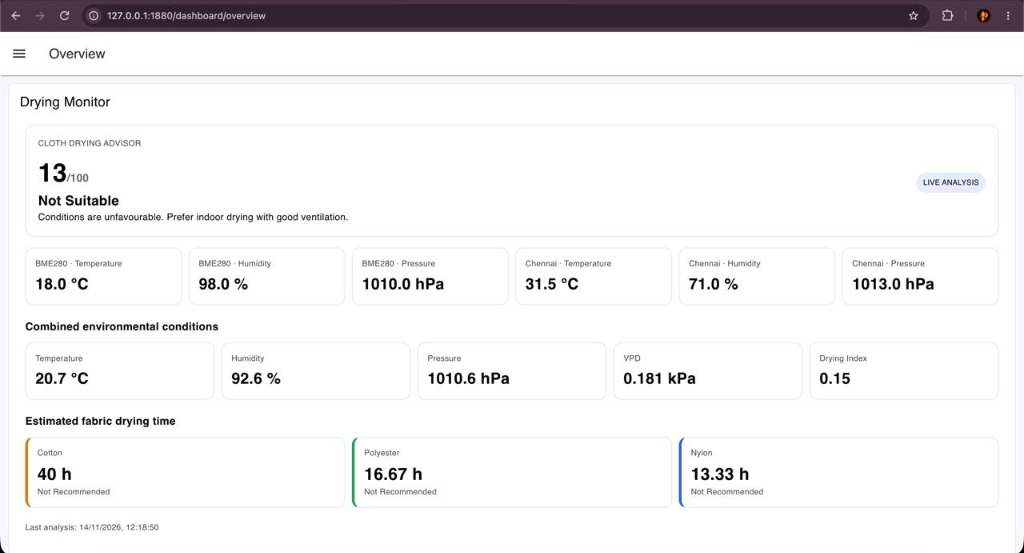 127.0.0.1:1880/dashboard/overview
Overview
Drying Monitor
CLOTH DRYING ADVISOR
13/100
Not Suitable
Conditions are unfavourable. Prefer indoor drying with good ventilation.
LIVE ANALYSIS
BME280 · Temperature
18.0 °C
BME280 · Humidity
98.0 %
BME280 · Pressure
1010.0 hPa
Chennai · Temperature
31.5 °C
Chennai · Humidity
71.0 %
Chennai · Pressure
1013.0 hPa
Combined environmental conditions
Temperature
20.7 °C
Humidity
92.6 %
Pressure
1010.6 hPa
VPD
0.181 kPa
Drying Index
0.15
Estimated fabric drying time
Cotton
40 h
Not Recommended
Polyester
16.67 h
Not Recommended
Nylon
13.33 h
Not Recommended
Last analysis: 14/11/2026, 12:18:50